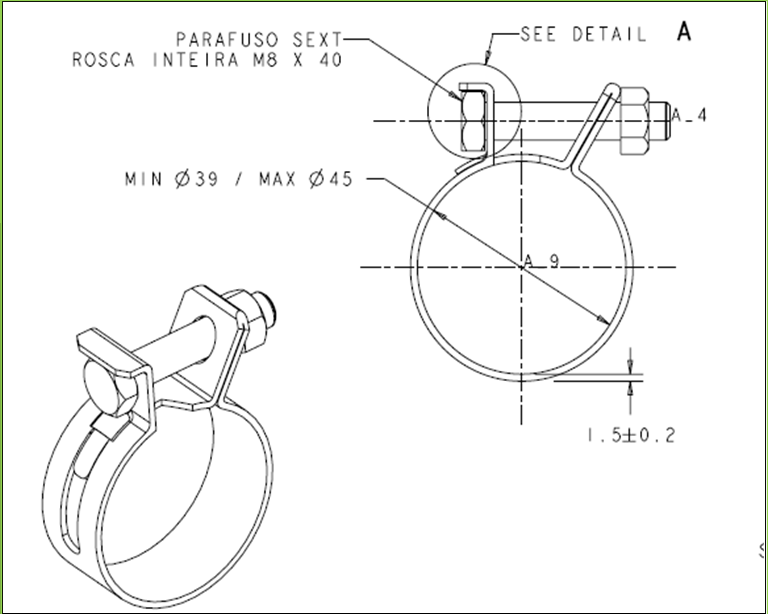 PARAFUSO SEXT
ROSCA INTEIRA M8 X 40
SEE DETAIL A
A_4
MIN Ø39 / MAX Ø45
A_9
1.5±0.2